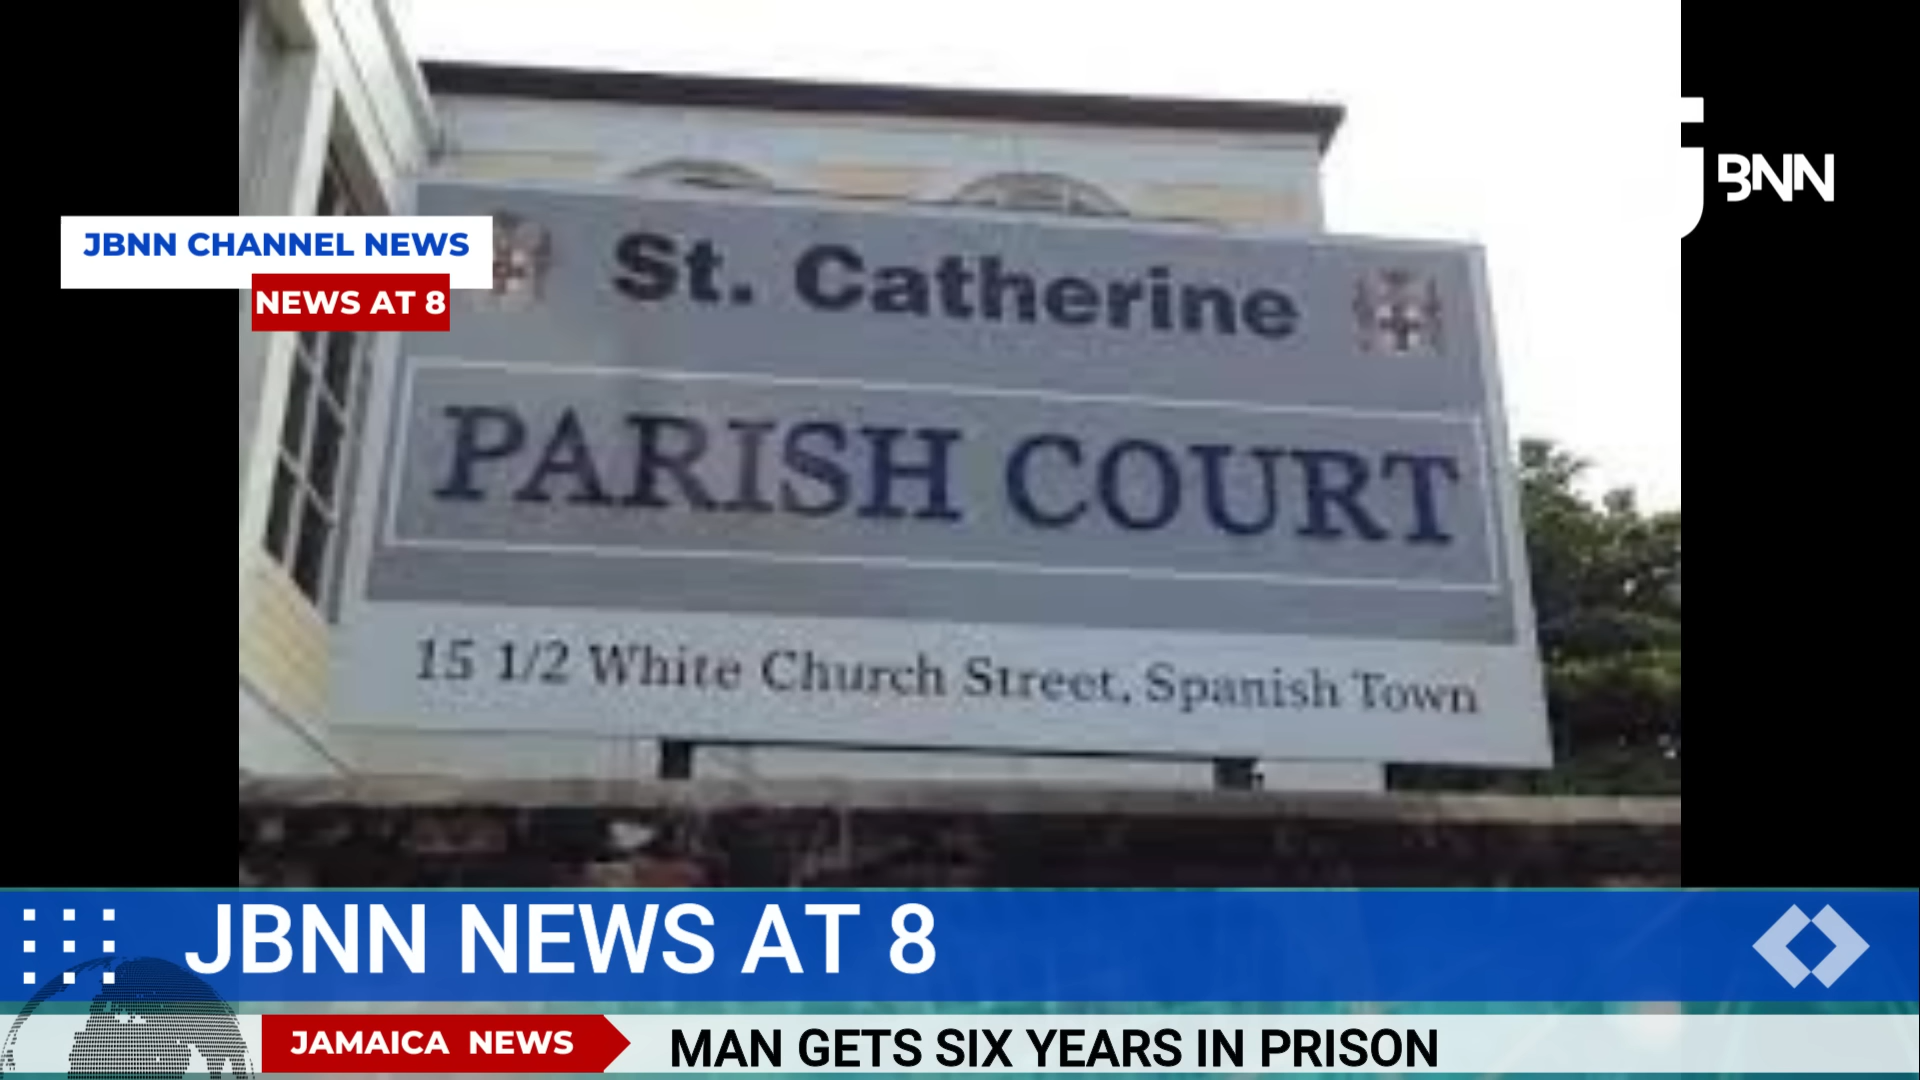 JBNN
JBNN CHANNEL NEWS
NEWS AT 8
St. Catherine
PARISH COURT
15 1/2 White Church Street, Spanish Town
JBNN NEWS AT 8
JAMAICA NEWS
MAN GETS SIX YEARS IN PRISON